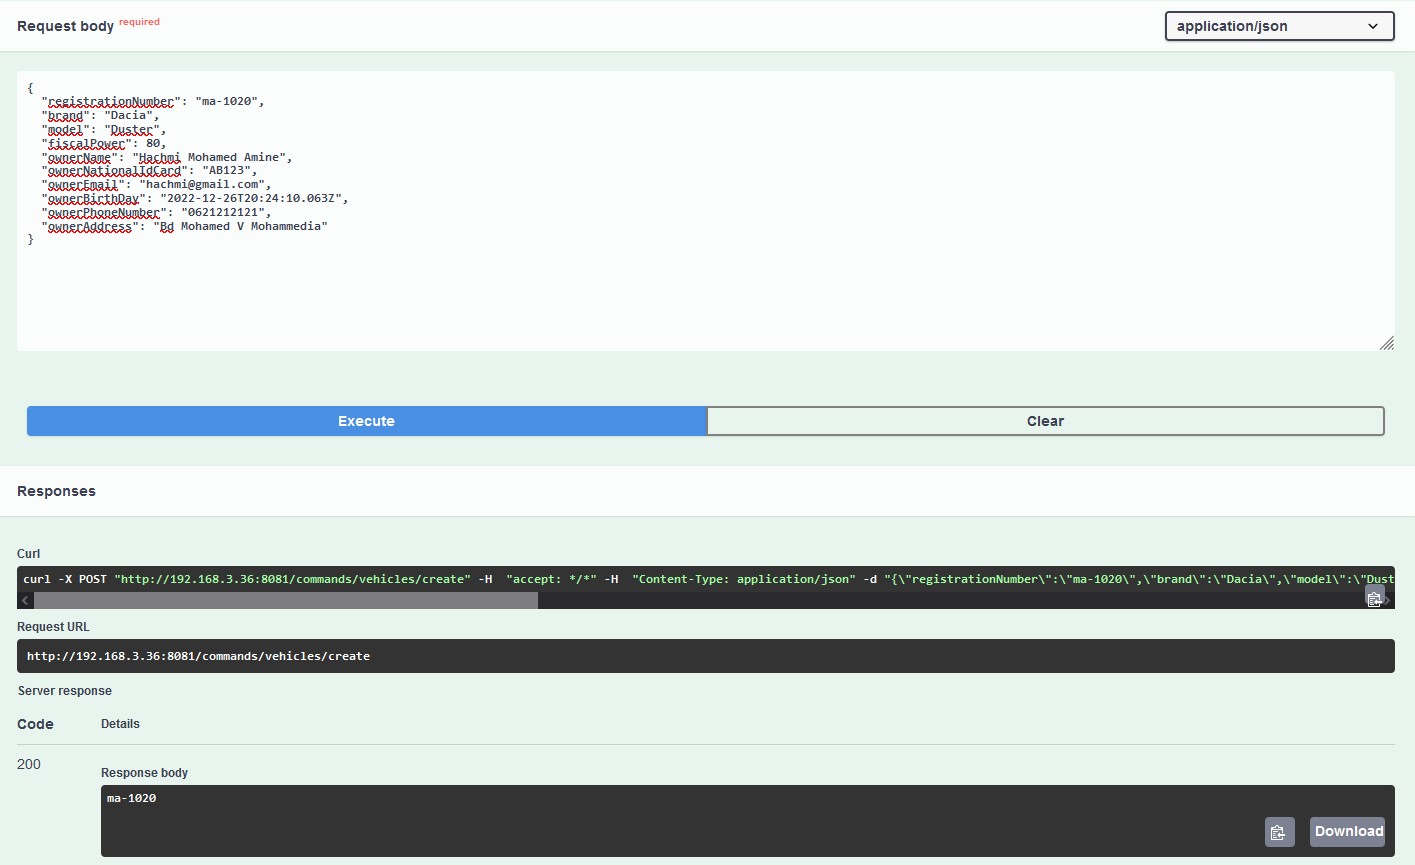 Request body required
application/json
{
  "registrationNumber": "ma-1020",
  "brand": "Dacia",
  "model": "Duster",
  "fiscalPower": 80,
  "ownerName": "Hachmi Mohamed Amine",
  "ownerNationalIdCard": "AB123",
  "ownerEmail": "hachmi@gmail.com",
  "ownerBirthDay": "2022-12-26T20:24:10.063Z",
  "ownerPhoneNumber": "0621212121",
  "ownerAddress": "Bd Mohamed V Mohammedia"
}
Execute
Clear
Responses
Curl
curl -X POST "http://192.168.3.36:8081/commands/vehicles/create" -H  "accept: */*" -H  "Content-Type: application/json" -d "{\"registrationNumber\":\"ma-1020\",\"brand\":\"Dacia\",\"model\":\"Dust
Request URL
http://192.168.3.36:8081/commands/vehicles/create
Server response
Code
Details
200
Response body
ma-1020
Download